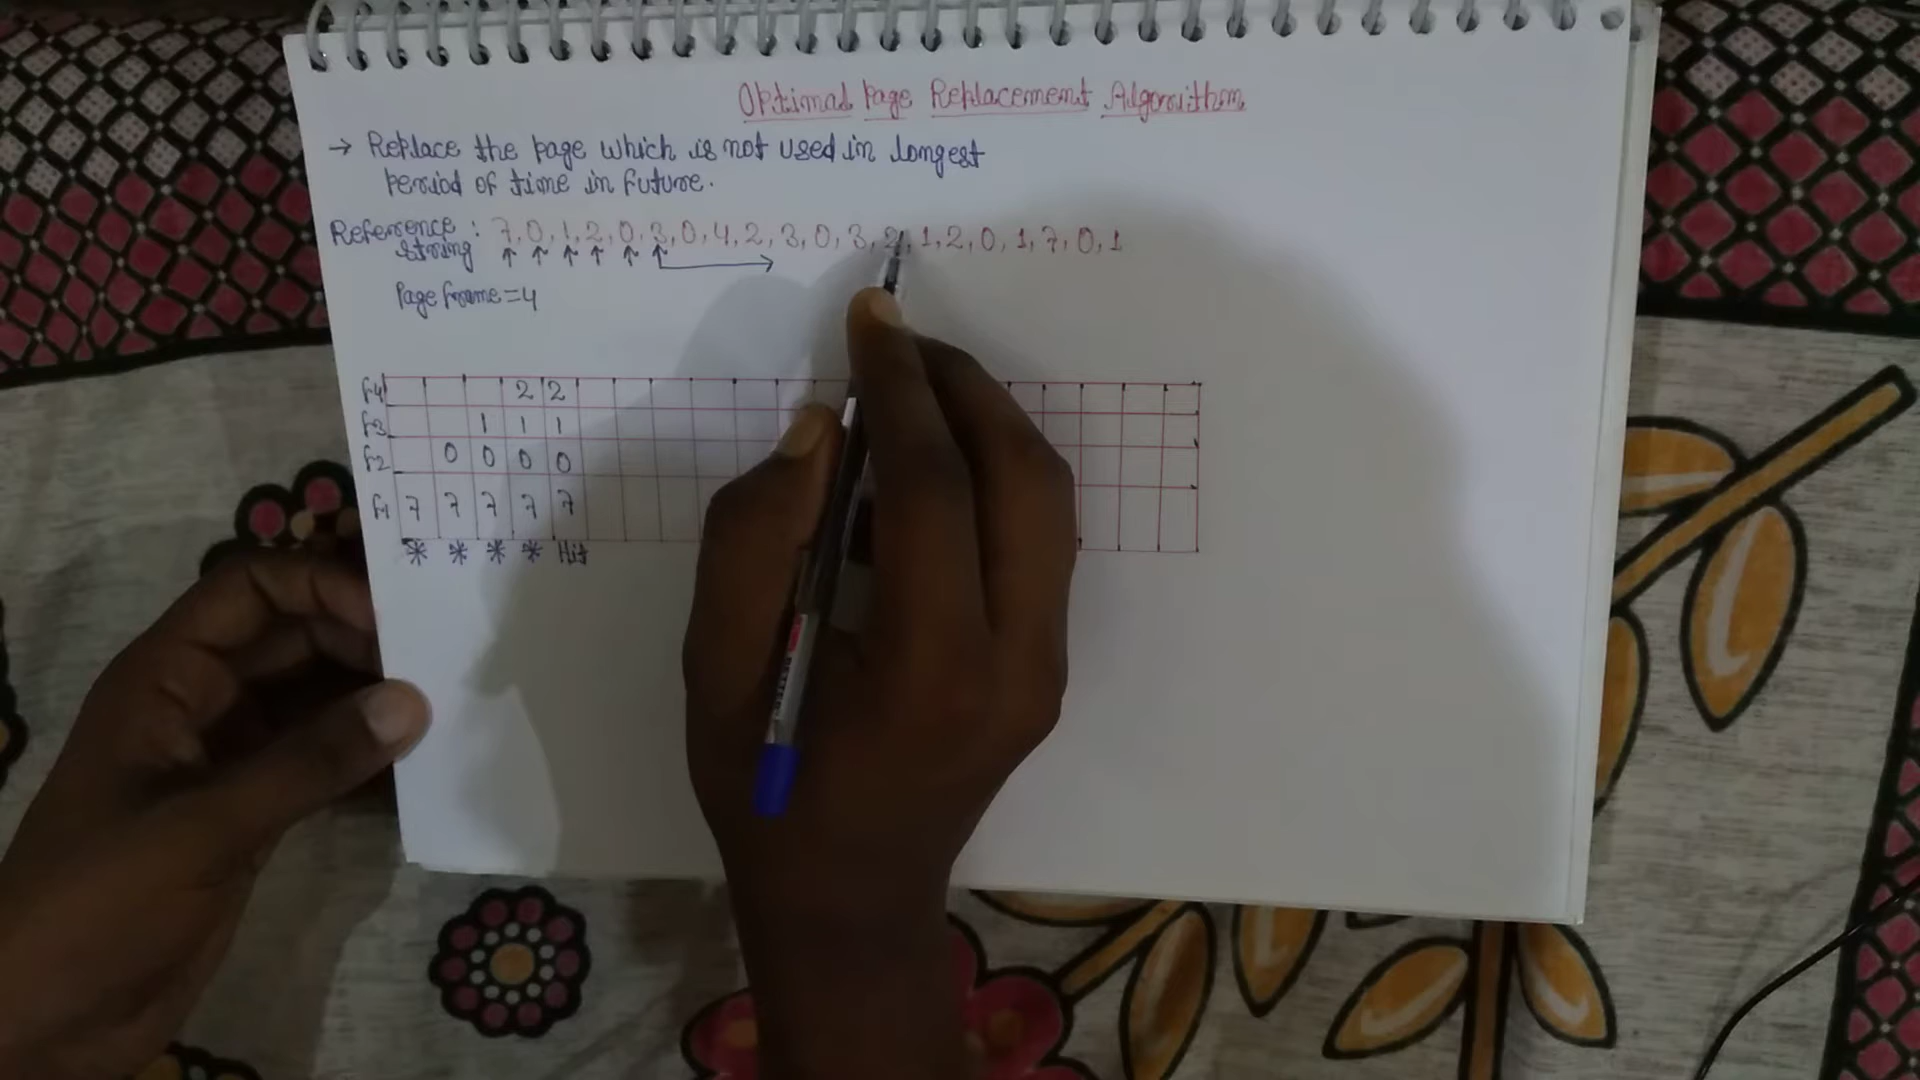 Optimal Page Replacement Algorithm
→ Replace the page which is not used in longest
period of time in future.
Reference : 7, 0, 1, 2, 0, 3, 0, 4, 2, 3, 0, 3, 2, 1, 2, 0, 1, 7, 0, 1
string ↑ ↑ ↑ ↑ ↑ ↑
Page frame = 4
F4 2 2
F3 1 1 1
F2 0 0 0 0
F1 7 7 7 7 7
* * * * Hit